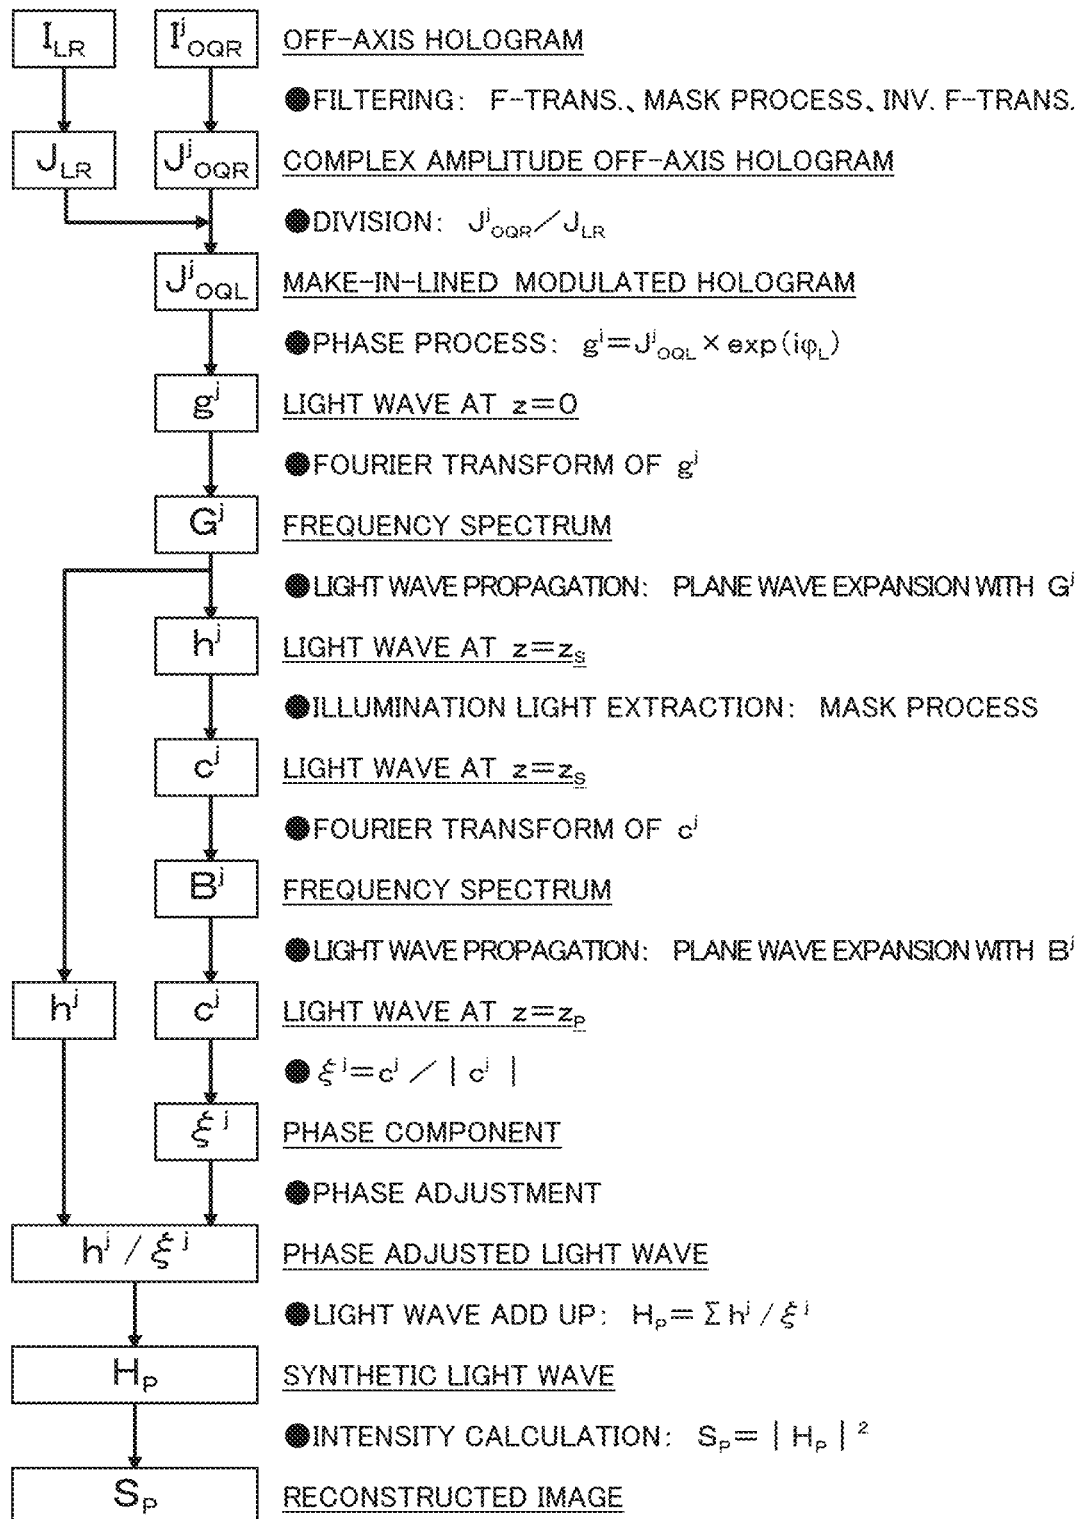 I_LR I^j_OQR OFF-AXIS HOLOGRAM
●FILTERING: F-TRANS.、MASK PROCESS、INV. F-TRANS.
J_LR J^j_OQR COMPLEX AMPLITUDE OFF-AXIS HOLOGRAM
●DIVISION: J^j_OQR／J_LR
J^j_OQL MAKE-IN-LINED MODULATED HOLOGRAM
●PHASE PROCESS: g^j=J^j_OQL×exp(iφ_L)
g^j LIGHT WAVE AT z=0
●FOURIER TRANSFORM OF g^j
G^j FREQUENCY SPECTRUM
●LIGHT WAVE PROPAGATION: PLANE WAVE EXPANSION WITH G^j
h^j LIGHT WAVE AT z=z_S
●ILLUMINATION LIGHT EXTRACTION: MASK PROCESS
c^j LIGHT WAVE AT z=z_S
●FOURIER TRANSFORM OF c^j
B^j FREQUENCY SPECTRUM
●LIGHT WAVE PROPAGATION: PLANE WAVE EXPANSION WITH B^j
h^j c^j LIGHT WAVE AT z=z_P
●ξ^j=c^j／|c^j|
ξ^j PHASE COMPONENT
●PHASE ADJUSTMENT
h^j/ξ^j PHASE ADJUSTED LIGHT WAVE
●LIGHT WAVE ADD UP: H_P=Σh^j/ξ^j
H_P SYNTHETIC LIGHT WAVE
●INTENSITY CALCULATION: S_P=|H_P|^2
S_P RECONSTRUCTED IMAGE